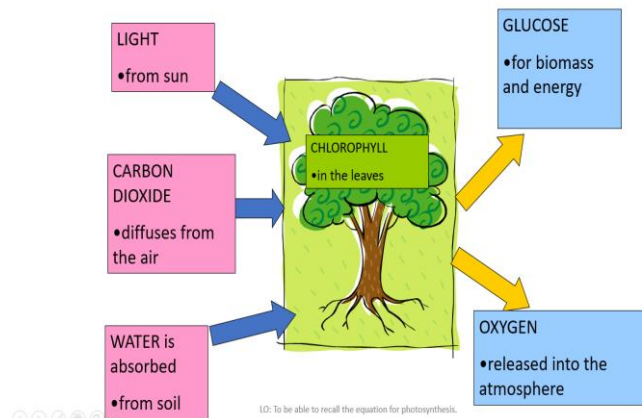 LIGHT
•from sun
CARBON
DIOXIDE
•diffuses from
the air
WATER is
absorbed
•from soil
CHLOROPHYLL
•in the leaves
GLUCOSE
•for biomass
and energy
OXYGEN
•released into the
atmosphere
LO: To be able to recall the equation for photosynthesis.